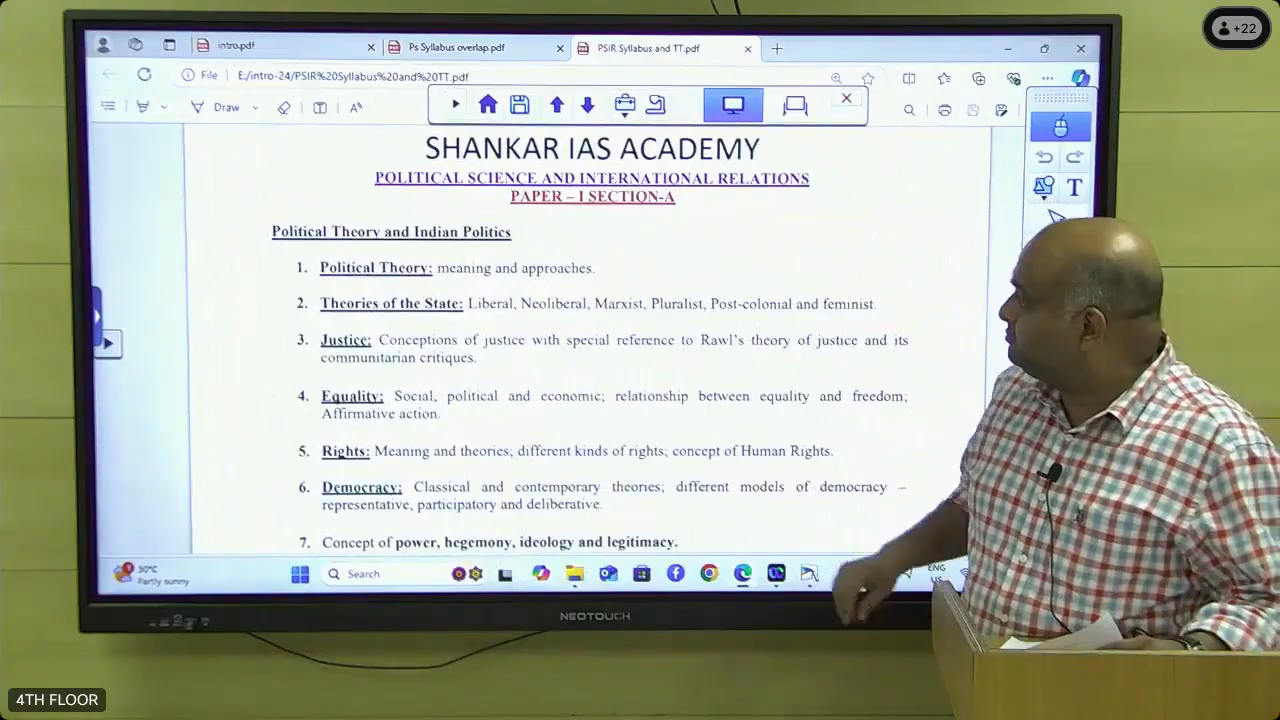 +22
intro.pdf
Ps Syllabus overlap.pdf
PSIR Syllabus and TT.pdf
File
E:/intro-24/PSIR%20Syllabus%20and%20TT.pdf
Draw
SHANKAR IAS ACADEMY
POLITICAL SCIENCE AND INTERNATIONAL RELATIONS
PAPER – I SECTION-A
Political Theory and Indian Politics
1. Political Theory: meaning and approaches.
2. Theories of the State: Liberal, Neoliberal, Marxist, Pluralist, Post-colonial and feminist.
3. Justice: Conceptions of justice with special reference to Rawl's theory of justice and its
communitarian critiques.
4. Equality: Social, political and economic; relationship between equality and freedom;
Affirmative action.
5. Rights: Meaning and theories; different kinds of rights; concept of Human Rights.
6. Democracy: Classical and contemporary theories; different models of democracy –
representative, participatory and deliberative.
7. Concept of power, hegemony, ideology and legitimacy.
30°C
Partly sunny
Search
ENG
US
NEOTOUCH
4TH FLOOR